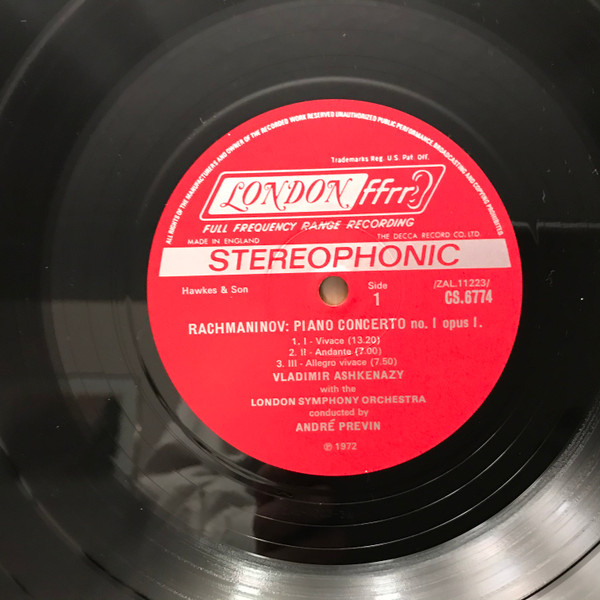 ALL RIGHTS OF THE MANUFACTURERS AND OWNER OF THE RECORDED WORK RESERVED UNAUTHORIZED PUBLIC PERFORMANCE, BROADCASTING AND COPYING PROHIBITED
Trademarks Reg. U.S. Pat. Off.
LONDON ffrr
FULL FREQUENCY RANGE RECORDING
MADE IN ENGLAND THE DECCA RECORD CO. LTD.
STEREOPHONIC
Hawkes & Son Side 1 /ZAL.11223/
CS.6774
RACHMANINOV: PIANO CONCERTO no. I opus I.
1. I - Vivace (13.20)
2. II - Andante (7.00)
3. III - Allegro vivace (7.50)
VLADIMIR ASHKENAZY
with the
LONDON SYMPHONY ORCHESTRA
conducted by
ANDRÉ PREVIN
℗ 1972